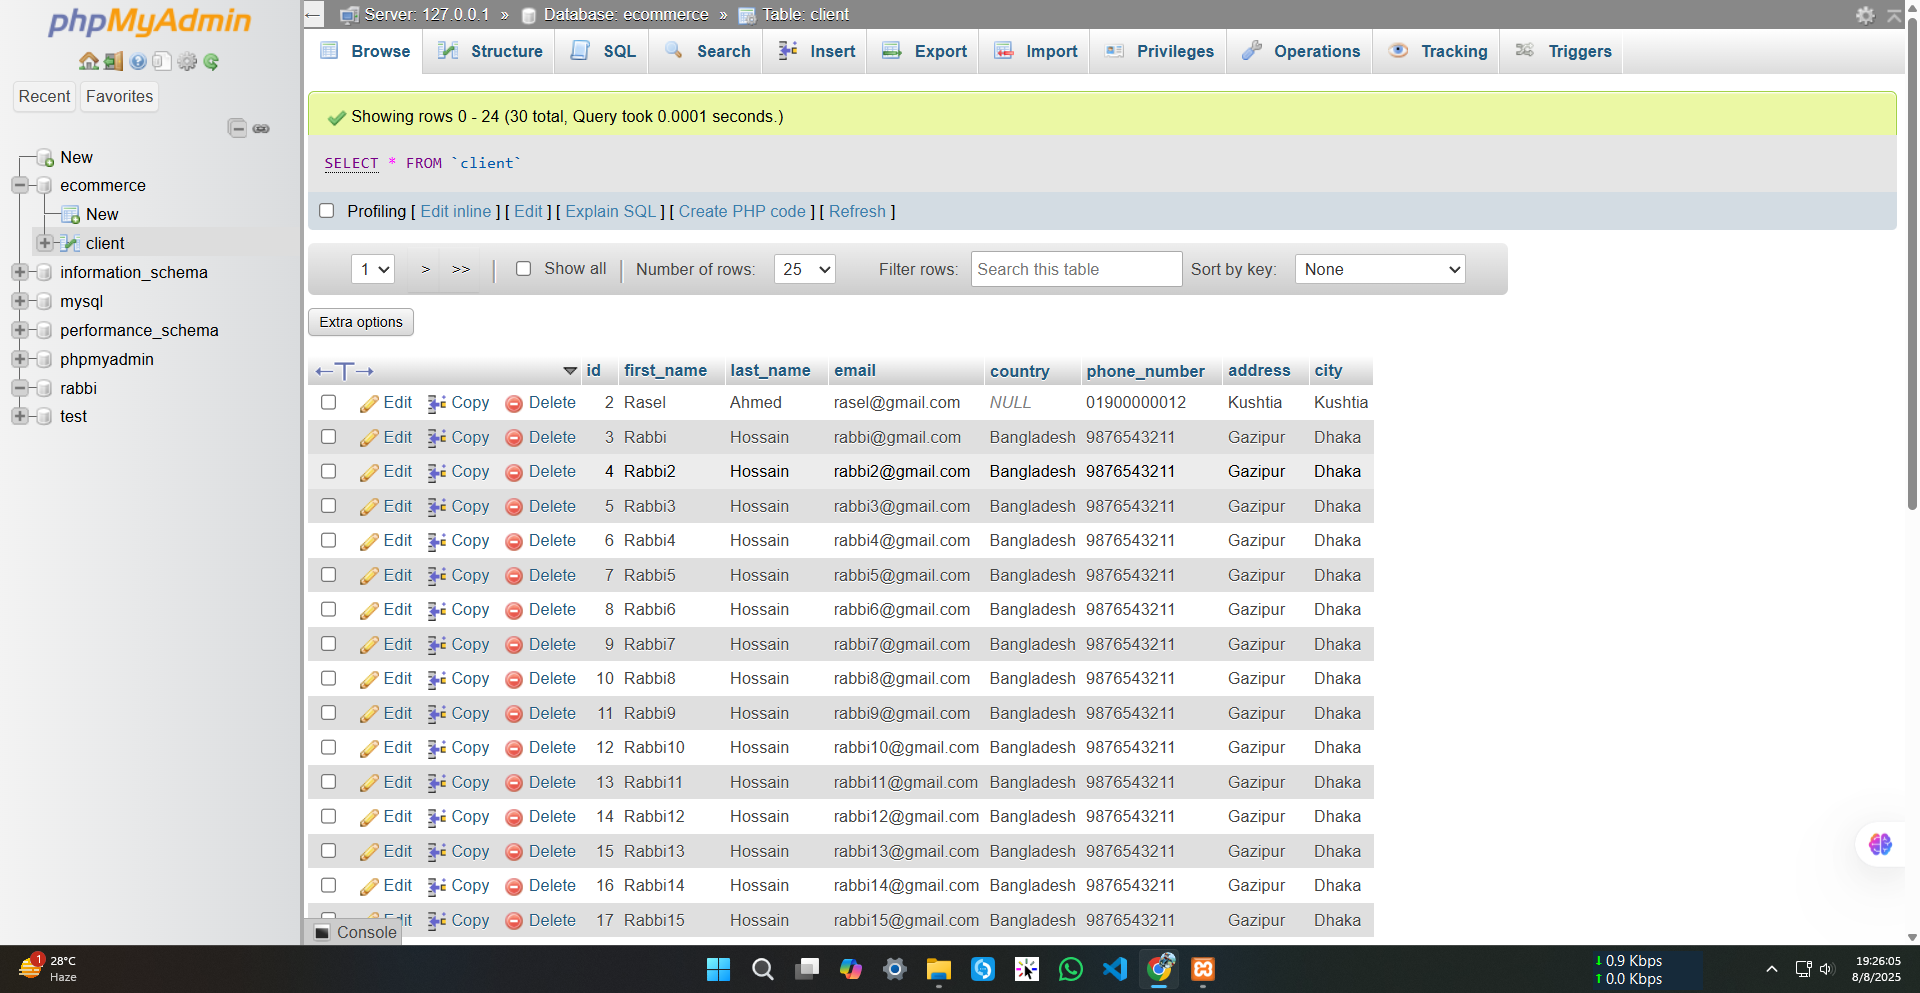 phpMyAdmin
Recent Favorites
New
ecommerce
New
client
information_schema
mysql
performance_schema
phpmyadmin
rabbi
test
Server: 127.0.0.1 » Database: ecommerce » Table: client
Browse Structure SQL Search Insert Export Import Privileges Operations Tracking Triggers
Showing rows 0 - 24 (30 total, Query took 0.0001 seconds.)
SELECT * FROM `client`
Profiling [ Edit inline ] [ Edit ] [ Explain SQL ] [ Create PHP code ] [ Refresh ]
1 > >> | Show all | Number of rows: 25 Filter rows: Search this table Sort by key: None
Extra options
←T→ id first_name last_name email country phone_number address city
Edit Copy Delete 2 Rasel Ahmed rasel@gmail.com NULL 01900000012 Kushtia Kushtia
Edit Copy Delete 3 Rabbi Hossain rabbi@gmail.com Bangladesh 9876543211 Gazipur Dhaka
Edit Copy Delete 4 Rabbi2 Hossain rabbi2@gmail.com Bangladesh 9876543211 Gazipur Dhaka
Edit Copy Delete 5 Rabbi3 Hossain rabbi3@gmail.com Bangladesh 9876543211 Gazipur Dhaka
Edit Copy Delete 6 Rabbi4 Hossain rabbi4@gmail.com Bangladesh 9876543211 Gazipur Dhaka
Edit Copy Delete 7 Rabbi5 Hossain rabbi5@gmail.com Bangladesh 9876543211 Gazipur Dhaka
Edit Copy Delete 8 Rabbi6 Hossain rabbi6@gmail.com Bangladesh 9876543211 Gazipur Dhaka
Edit Copy Delete 9 Rabbi7 Hossain rabbi7@gmail.com Bangladesh 9876543211 Gazipur Dhaka
Edit Copy Delete 10 Rabbi8 Hossain rabbi8@gmail.com Bangladesh 9876543211 Gazipur Dhaka
Edit Copy Delete 11 Rabbi9 Hossain rabbi9@gmail.com Bangladesh 9876543211 Gazipur Dhaka
Edit Copy Delete 12 Rabbi10 Hossain rabbi10@gmail.com Bangladesh 9876543211 Gazipur Dhaka
Edit Copy Delete 13 Rabbi11 Hossain rabbi11@gmail.com Bangladesh 9876543211 Gazipur Dhaka
Edit Copy Delete 14 Rabbi12 Hossain rabbi12@gmail.com Bangladesh 9876543211 Gazipur Dhaka
Edit Copy Delete 15 Rabbi13 Hossain rabbi13@gmail.com Bangladesh 9876543211 Gazipur Dhaka
Edit Copy Delete 16 Rabbi14 Hossain rabbi14@gmail.com Bangladesh 9876543211 Gazipur Dhaka
Edit Copy Delete 17 Rabbi15 Hossain rabbi15@gmail.com Bangladesh 9876543211 Gazipur Dhaka
Console
1 28°C
Haze
0.9 Kbps
0.0 Kbps
19:26:05
8/8/2025